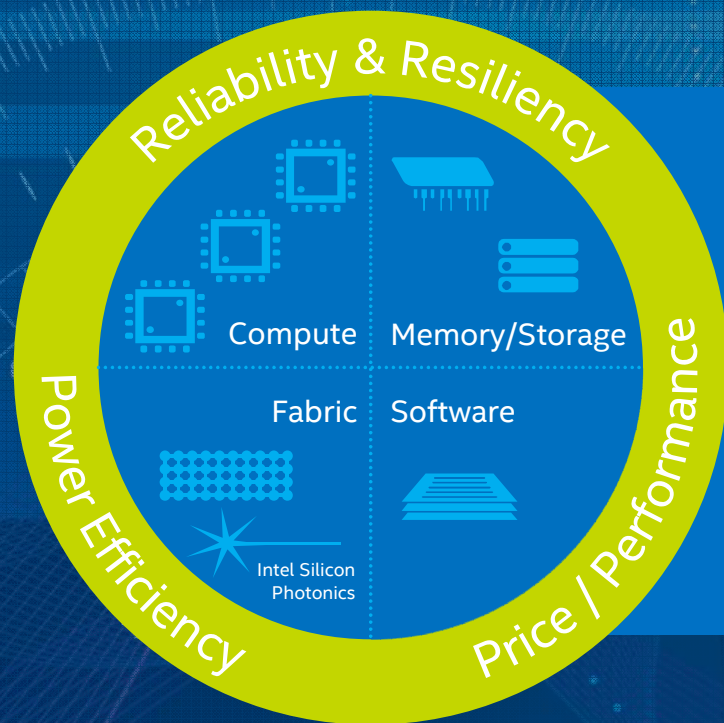 Reliability & Resiliency
Compute
Memory/Storage
Fabric
Software
Intel Silicon
Photonics
Power Efficiency
Price / Performance